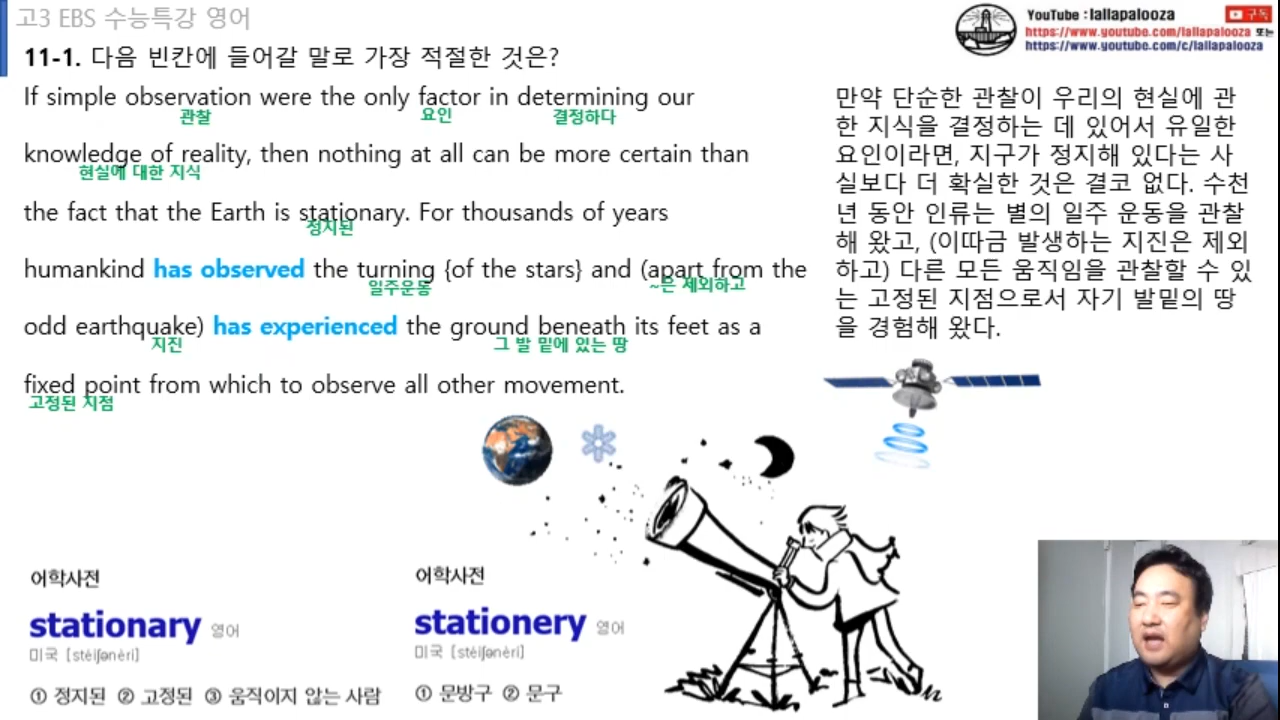 고3 EBS 수능특강 영어
YouTube : lallapalooza
구독
https://www.youtube.com/lallapalooza 또는
https://www.youtube.com/c/lallapalooza
11-1. 다음 빈칸에 들어갈 말로 가장 적절한 것은?
If simple observation were the only factor in determining our
관찰 요인 결정하다
knowledge of reality, then nothing at all can be more certain than
현실에 대한 지식
the fact that the Earth is stationary. For thousands of years
정지된
humankind has observed the turning {of the stars} and (apart from the
일주운동 ~은 제외하고
odd earthquake) has experienced the ground beneath its feet as a
지진 그 발 밑에 있는 땅
fixed point from which to observe all other movement.
고정된 지점
만약 단순한 관찰이 우리의 현실에 관
한 지식을 결정하는 데 있어서 유일한
요인이라면, 지구가 정지해 있다는 사
실보다 더 확실한 것은 결코 없다. 수천
년 동안 인류는 별의 일주 운동을 관찰
해 왔고, (이따금 발생하는 지진은 제외
하고) 다른 모든 움직임을 관찰할 수 있
는 고정된 지점으로서 자기 발밑의 땅
을 경험해 왔다.
어학사전
stationary 영어
미국 [stéiʃənèri]
① 정지된 ② 고정된 ③ 움직이지 않는 사람
어학사전
stationery 영어
미국 [stéiʃənèri]
① 문방구 ② 문구